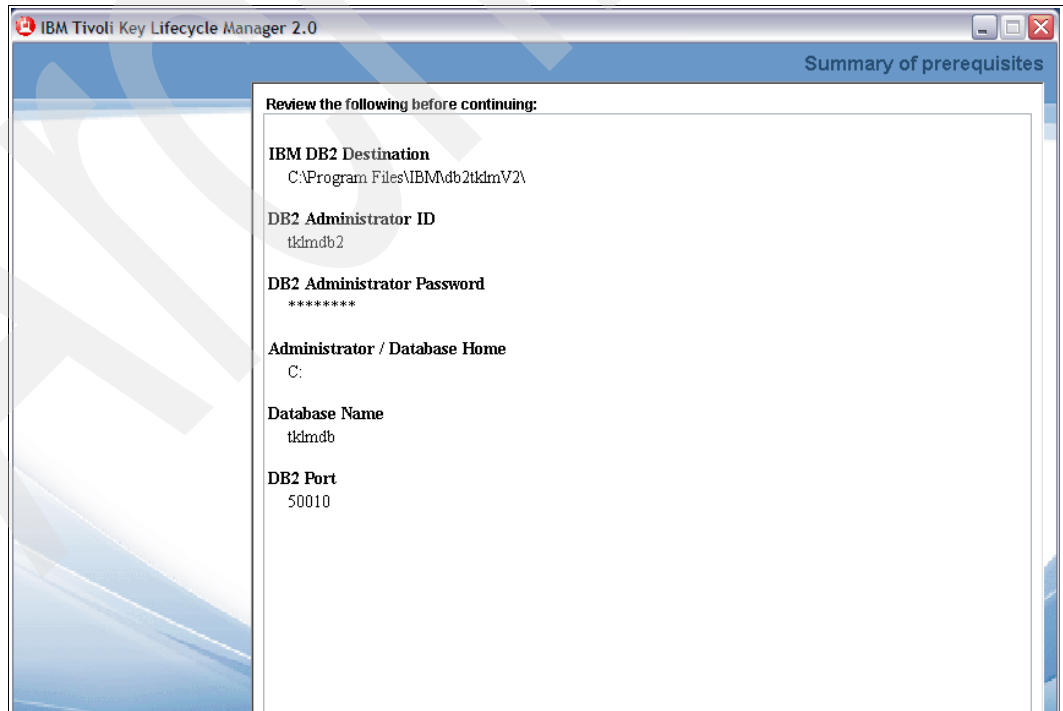 IBM Tivoli Key Lifecycle Manager 2.0
Summary of prerequisites
Review the following before continuing:
IBM DB2 Destination
C:\Program Files\IBM\db2tklmV2\
DB2 Administrator ID
tklmdb2
DB2 Administrator Password
********
Administrator / Database Home
C:
Database Name
tklmdb
DB2 Port
50010